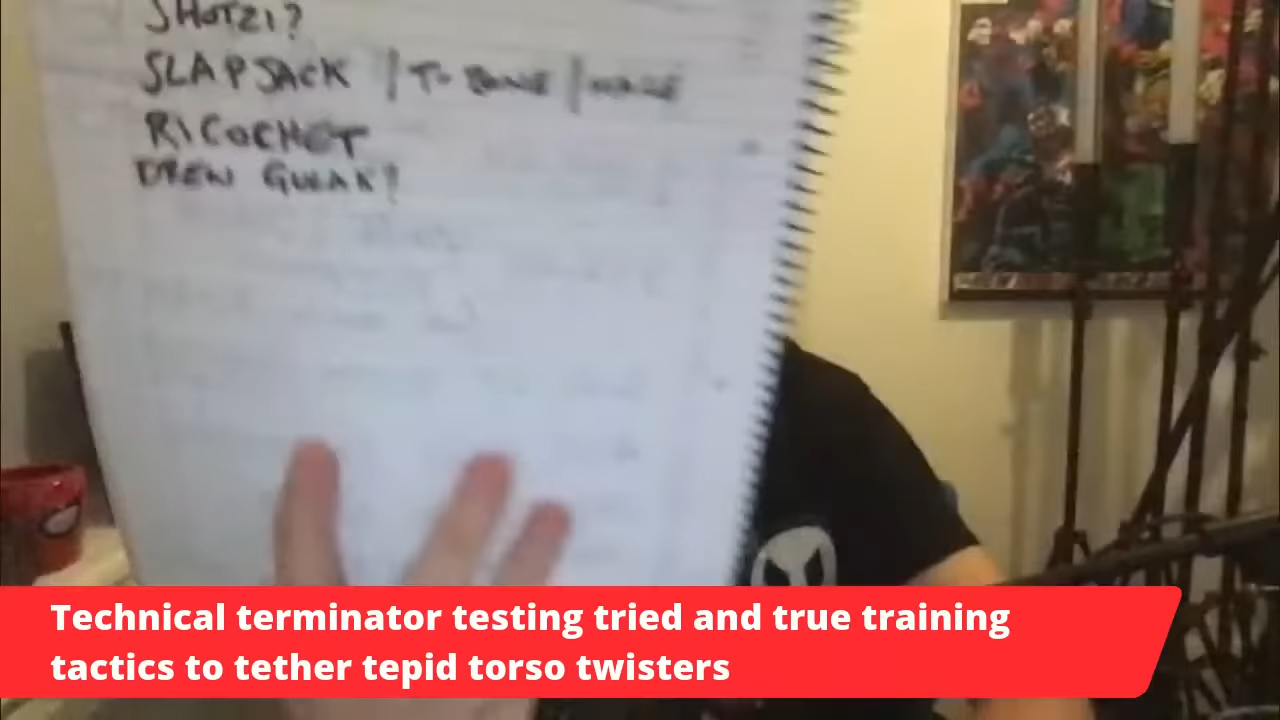 SHOTZI?
SLAPJACK / T-BONE / MACE
RICOCHET
DREW GULAK?
Technical terminator testing tried and true training
tactics to tether tepid torso twisters